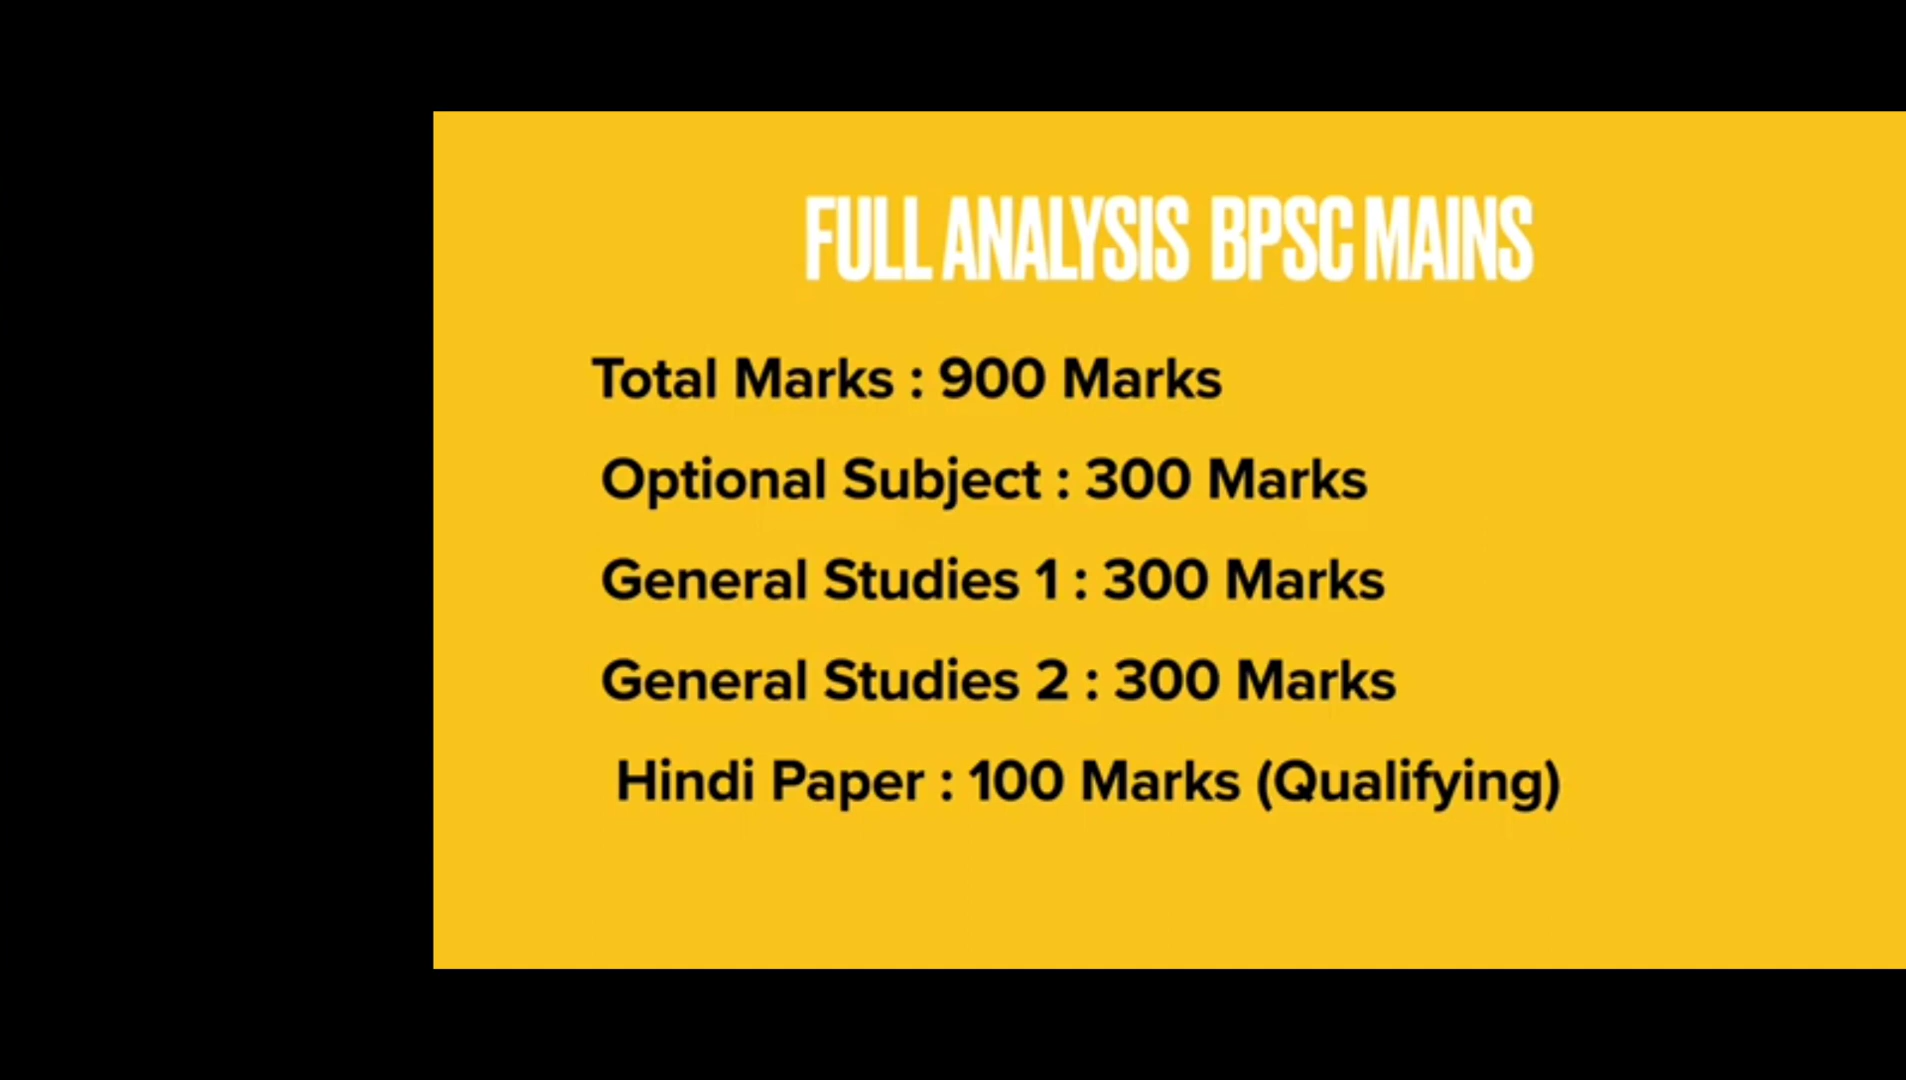 FULL ANALYSIS BPSC MAINS
Total Marks : 900 Marks
Optional Subject : 300 Marks
General Studies 1 : 300 Marks
General Studies 2 : 300 Marks
Hindi Paper : 100 Marks (Qualifying)